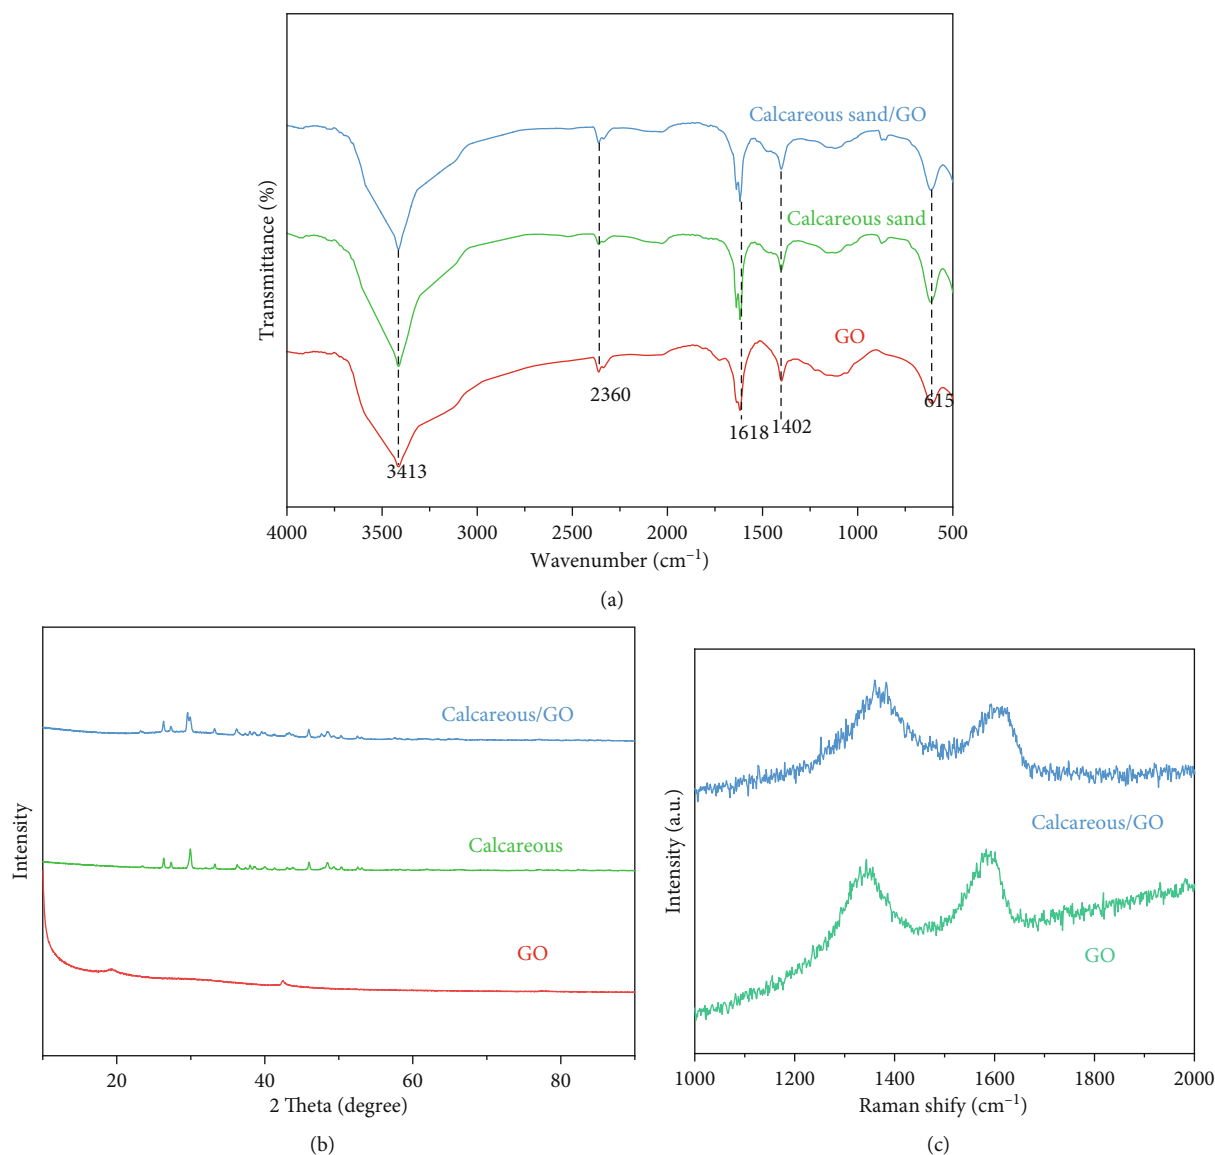 Calcareous sand/GO
Calcareous sand
GO
2360
1618
1402
615
3413
Transmittance (%)
4000 3500 3000 2500 2000 1500 1000 500
Wavenumber (cm⁻¹)
(a)
Calcareous/GO
Calcareous
GO
Intensity
20 40 60 80
2 Theta (degree)
(b)
Calcareous/GO
GO
Intensity (a.u.)
1000 1200 1400 1600 1800 2000
Raman shify (cm⁻¹)
(c)